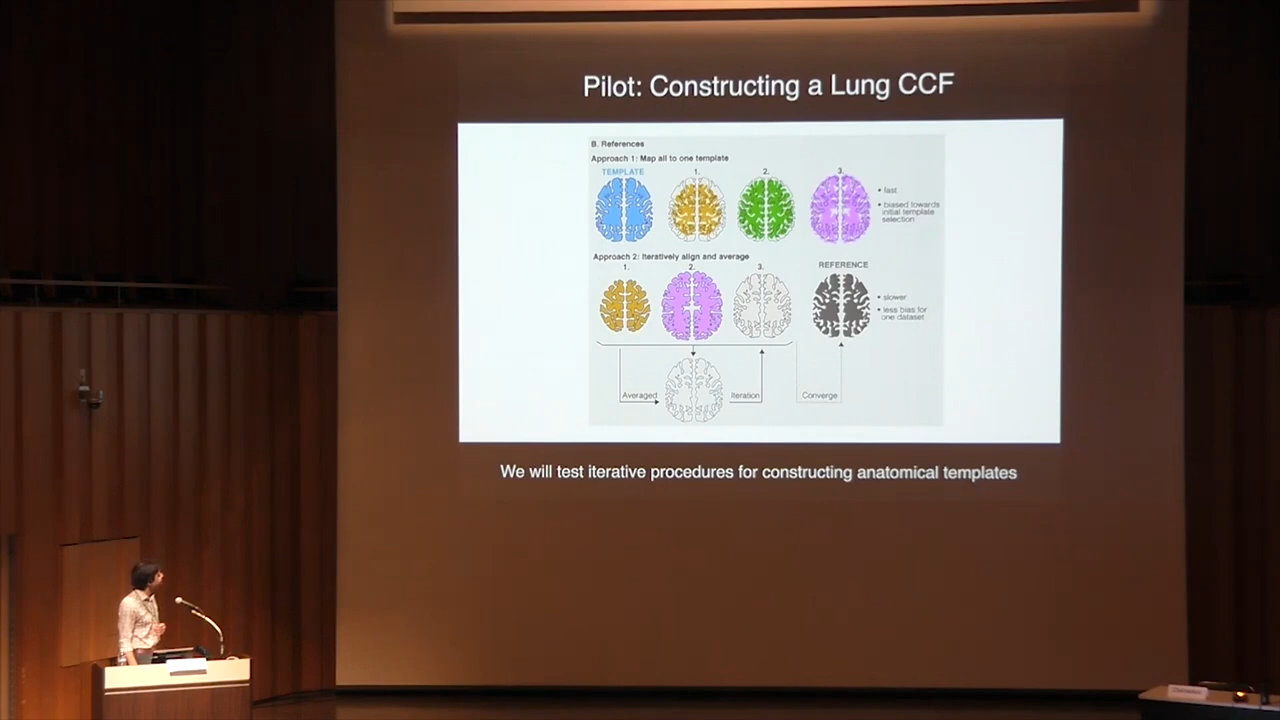 Pilot: Constructing a Lung CCF
B. References
Approach 1: Map all to one template
TEMPLATE
1.
2.
3.
• fast
• biased towards
initial template
selection
Approach 2: Iteratively align and average
1.
2.
3.
REFERENCE
• slower
• less bias for
one dataset
Averaged
Iteration
Converge
We will test iterative procedures for constructing anatomical templates